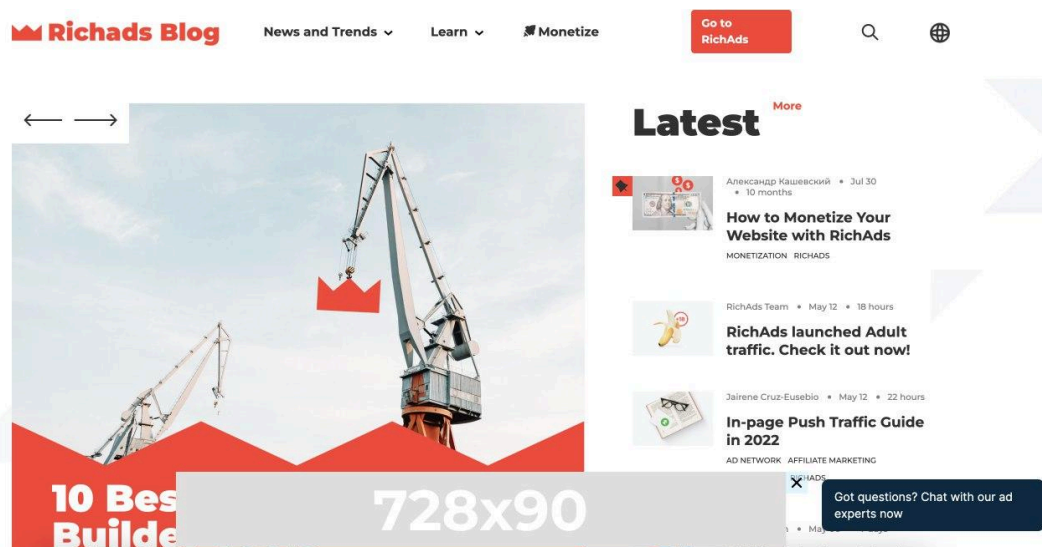 Richads Blog
News and Trends
Learn
Monetize
Go to
RichAds
Latest
More
Александр Кашевский • Jul 30
• 10 months
How to Monetize Your
Website with RichAds
MONETIZATION RICHADS
RichAds Team • May 12 • 18 hours
+18
RichAds launched Adult
traffic. Check it out now!
Jairene Cruz-Eusebio • May 12 • 22 hours
In-page Push Traffic Guide
in 2022
AD NETWORK AFFILIATE MARKETING
10
728x90
Got questions? Chat with our ad
experts now